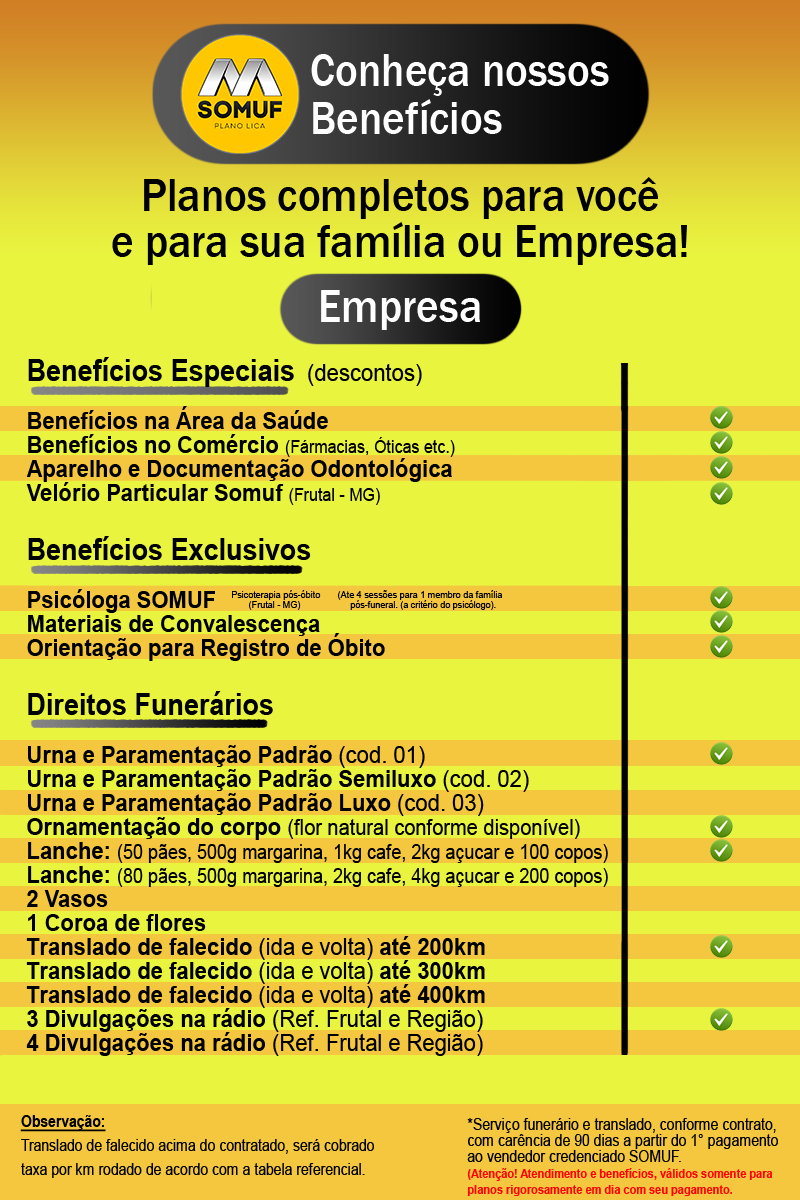 SOMUF
PLANO LICA
Conheça nossos
Benefícios
Planos completos para você
e para sua família ou Empresa!
Empresa
Benefícios Especiais (descontos)
Benefícios na Área da Saúde
Benefícios no Comércio (Fármacias, Óticas etc.)
Aparelho e Documentação Odontológica
Velório Particular Somuf (Frutal - MG)
Benefícios Exclusivos
Psicóloga SOMUF Psicoterapia pós-óbito (Ate 4 sessões para 1 membro da família
(Frutal - MG) pós-funeral. (a critério do psicólogo).
Materiais de Convalescença
Orientação para Registro de Óbito
Direitos Funerários
Urna e Paramentação Padrão (cod. 01)
Urna e Paramentação Padrão Semiluxo (cod. 02)
Urna e Paramentação Padrão Luxo (cod. 03)
Ornamentação do corpo (flor natural conforme disponível)
Lanche: (50 pães, 500g margarina, 1kg cafe, 2kg açucar e 100 copos)
Lanche: (80 pães, 500g margarina, 2kg cafe, 4kg açucar e 200 copos)
2 Vasos
1 Coroa de flores
Translado de falecido (ida e volta) até 200km
Translado de falecido (ida e volta) até 300km
Translado de falecido (ida e volta) até 400km
3 Divulgações na rádio (Ref. Frutal e Região)
4 Divulgações na rádio (Ref. Frutal e Região)
Observação:
Translado de falecido acima do contratado, será cobrado
taxa por km rodado de acordo com a tabela referencial.
*Serviço funerário e translado, conforme contrato,
com carência de 90 dias a partir do 1° pagamento
ao vendedor credenciado SOMUF.
(Atenção! Atendimento e benefícios, válidos somente para
planos rigorosamente em dia com seu pagamento.